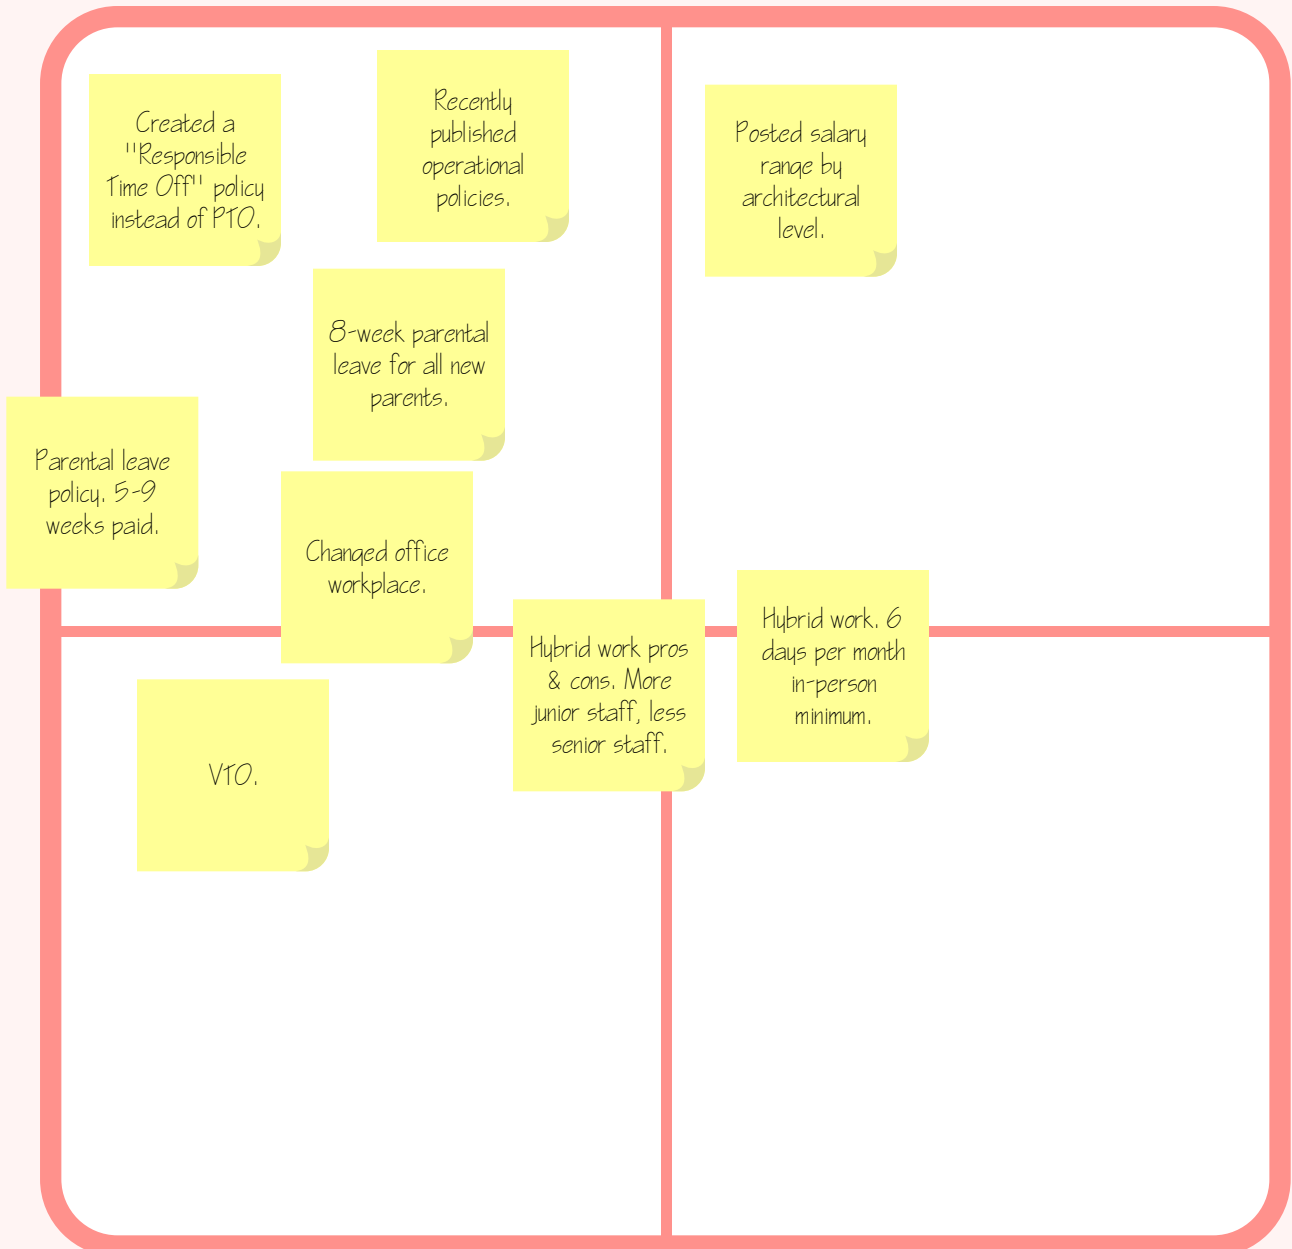 Created a
"Responsible
Time Off" policy
instead of PTO.
Recently
published
operational
policies.
Posted salary
range by
architectural
level.
8-week parental
leave for all new
parents.
Parental leave
policy. 5-9
weeks paid.
Changed office
workplace.
Hybrid work pros
& cons. More
junior staff, less
senior staff.
Hybrid work. 6
days per month
in-person
minimum.
VTO.